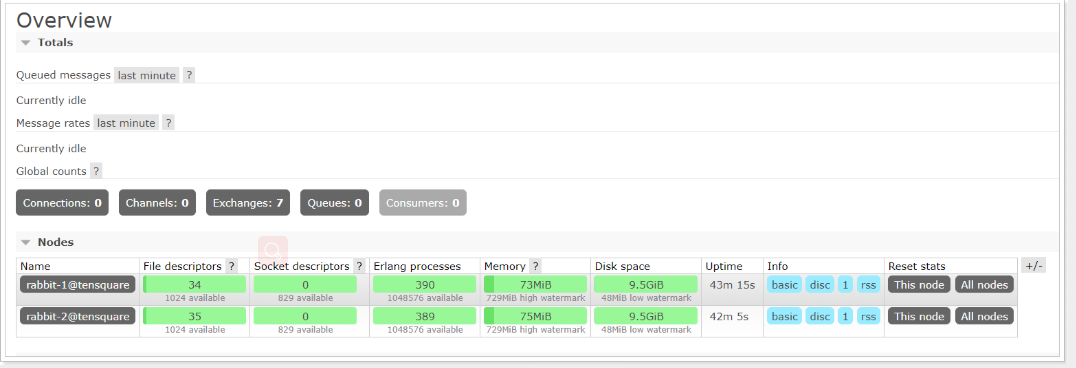 Overview
Totals
Queued messages last minute ?
Currently idle
Message rates last minute ?
Currently idle
Global counts ?
Connections: 0 Channels: 0 Exchanges: 7 Queues: 0 Consumers: 0
Nodes
Name File descriptors ? Socket descriptors ? Erlang processes Memory ? Disk space Uptime Info Reset stats +/-
rabbit-1@tensquare 34 0 390 73MiB 9.5GiB 43m 15s basic disc 1 rss This node All nodes
1024 available 829 available 1048576 available 729MiB high watermark 48MiB low watermark
rabbit-2@tensquare 35 0 389 75MiB 9.5GiB 42m 5s basic disc 1 rss This node All nodes
1024 available 829 available 1048576 available 729MiB high watermark 48MiB low watermark